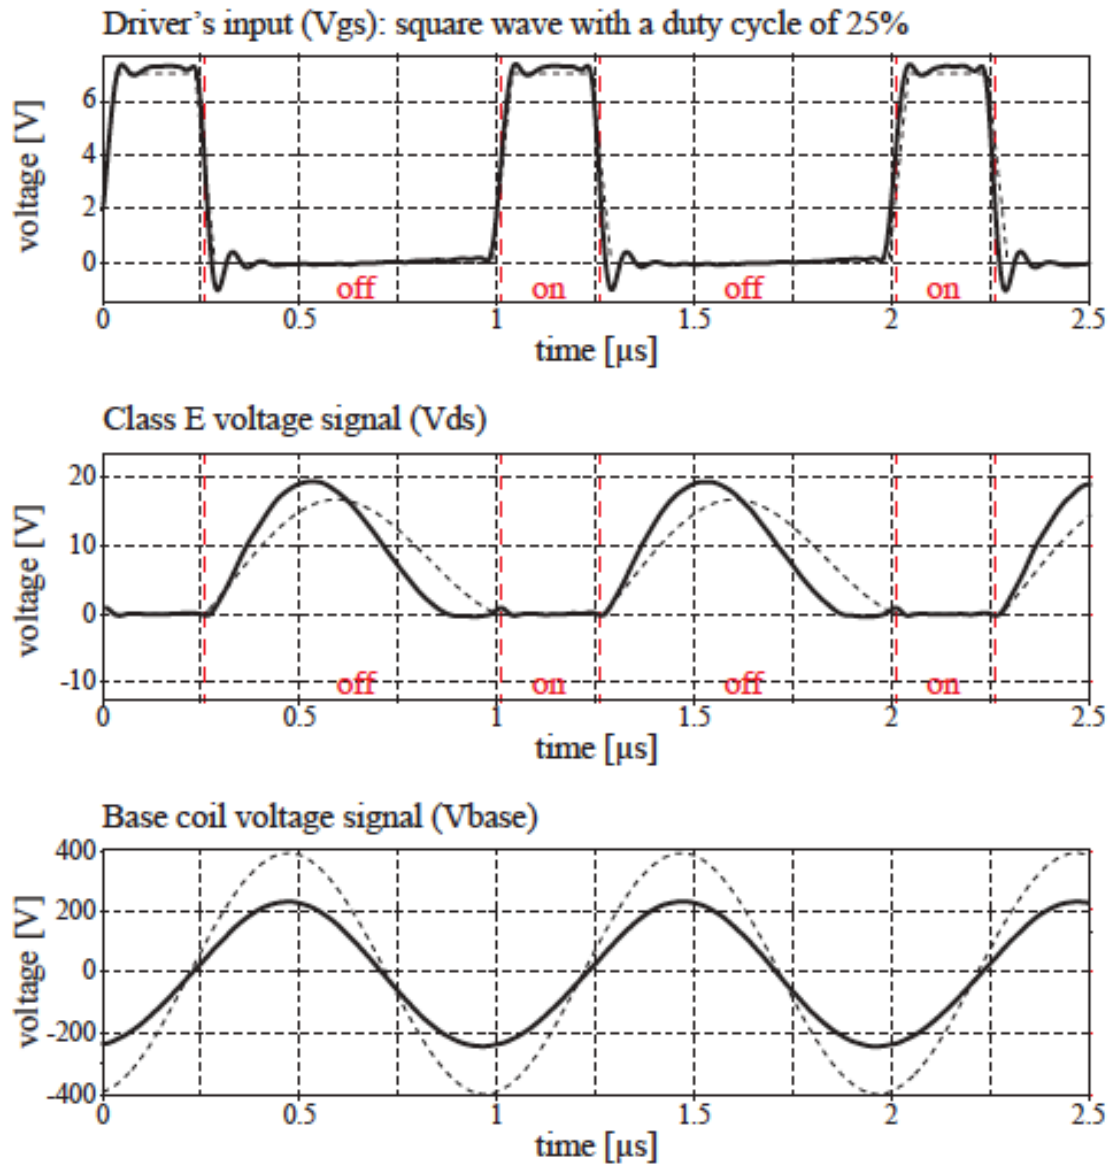 Driver's input (Vgs): square wave with a duty cycle of 25%
voltage [V]
6
4
2
0
off
on
off
on
0
0.5
1
1.5
2
2.5
time [µs]
Class E voltage signal (Vds)
voltage [V]
20
10
0
-10
off
on
off
on
0
0.5
1
1.5
2
2.5
time [µs]
Base coil voltage signal (Vbase)
voltage [V]
400
200
0
-200
-400
0
0.5
1
1.5
2
2.5
time [µs]